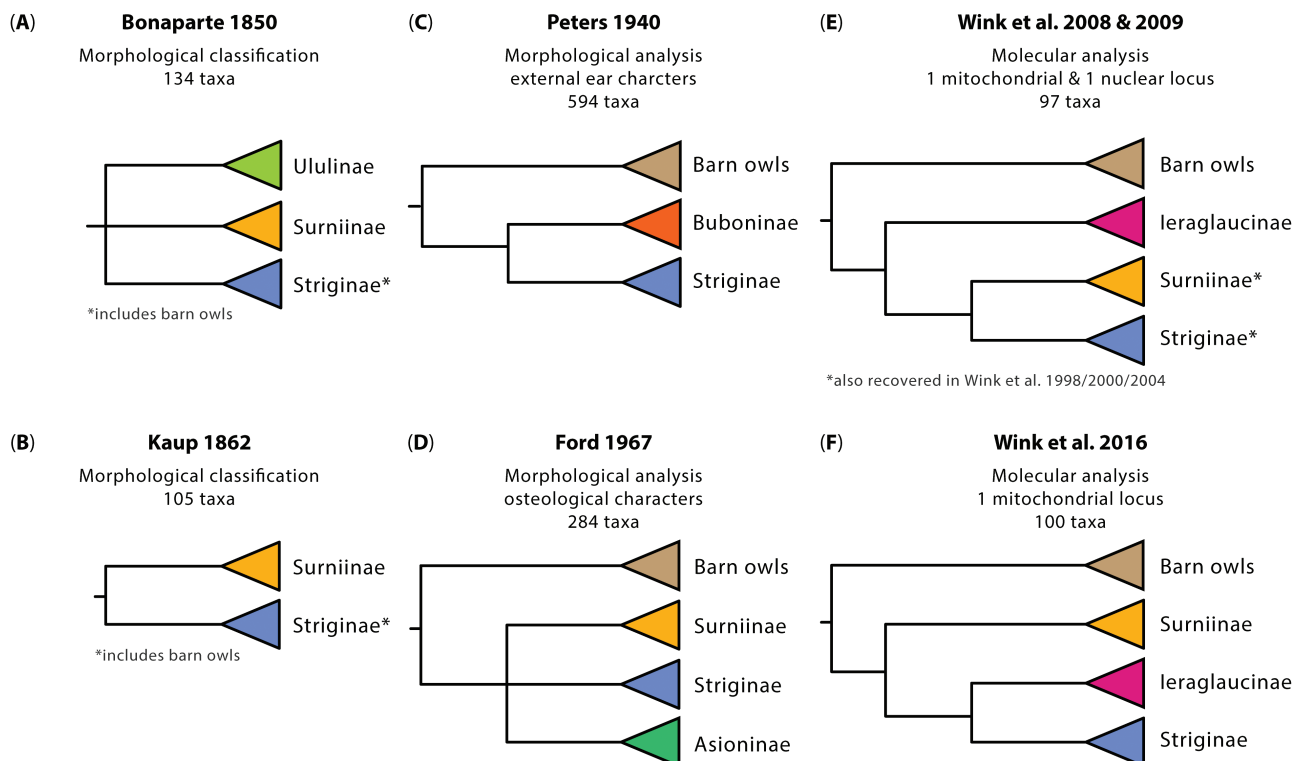 (A)
Bonaparte 1850
Morphological classification
134 taxa
Ululinae
Surniinae
Striginae*
*includes barn owls
(B)
Kaup 1862
Morphological classification
105 taxa
Surniinae
Striginae*
*includes barn owls
(C)
Peters 1940
Morphological analysis
external ear charcters
594 taxa
Barn owls
Buboninae
Striginae
(D)
Ford 1967
Morphological analysis
osteological characters
284 taxa
Barn owls
Surniinae
Striginae
Asioninae
(E)
Wink et al. 2008 & 2009
Molecular analysis
1 mitochondrial & 1 nuclear locus
97 taxa
Barn owls
Ieraglaucinae
Surniinae*
Striginae*
*also recovered in Wink et al. 1998/2000/2004
(F)
Wink et al. 2016
Molecular analysis
1 mitochondrial locus
100 taxa
Barn owls
Surniinae
Ieraglaucinae
Striginae